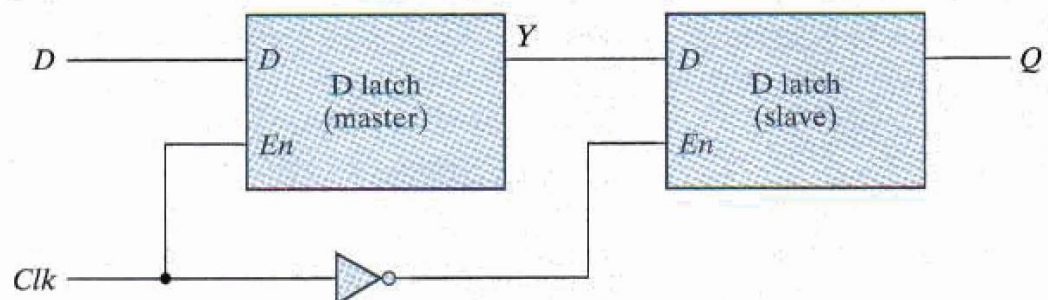 D
D
D latch
(master)
En
Y
D
D latch
(slave)
En
Q
Clk